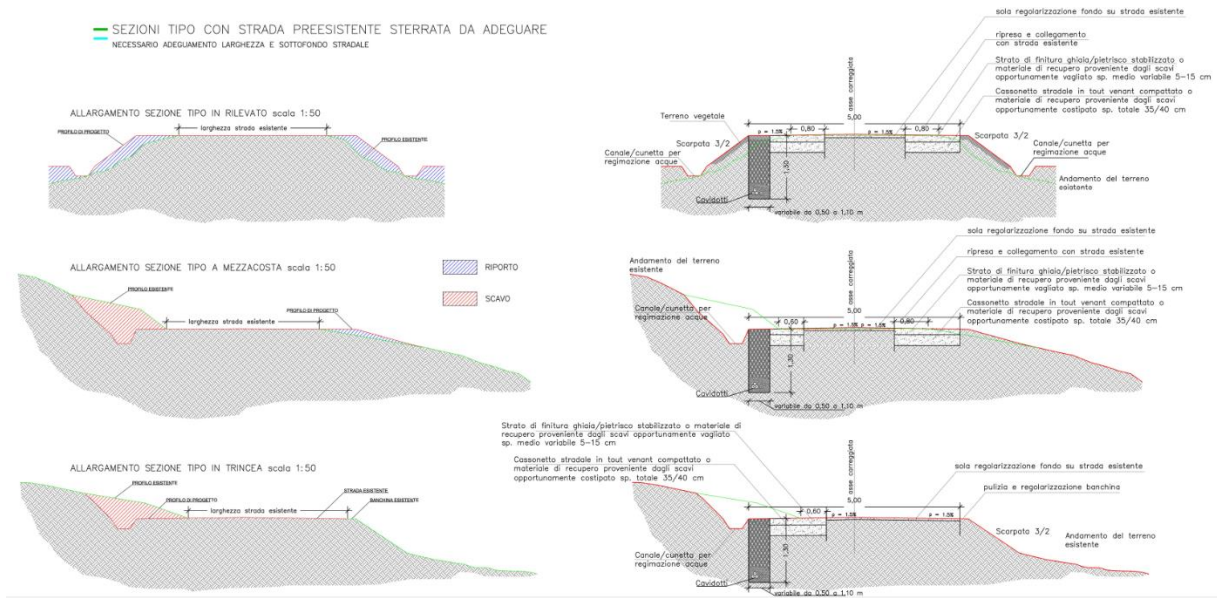 SEZIONI TIPO CON STRADA PREESISTENTE STERRATA DA ADEGUARE
NECESSARIO ADEGUAMENTO LARGHEZZA E SOTTOFONDO STRADALE
ALLARGAMENTO SEZIONE TIPO IN RILEVATO scala 1:50
PROFILO DI PROGETTO
larghezza strada esistente
PROFILO ESISTENTE
sola regolarizzazione fondo su strada esistente
ripresa e collegamento
con strada esistente
Strato di finitura ghiaia/pietrisco stabilizzato o
materiale di recupero proveniente dagli scavi
opportunamente vagliato sp. medio variabile 5-15 cm
Cassonetto stradale in tout venant compattato o
materiale di recupero proveniente dagli scavi
opportunamente costipato sp. totale 35/40 cm
asse carreggiata
5,00
Terreno vegetale
p = 1.5%
0,80
p = 1.5%
0,80
Scarpata 3/2
Scarpata 3/2
Canale/cunetta per
regimazione acque
Canale/cunetta per
regimazione acque
1,30
Andamento del terreno
esistente
Cavidotti
variabile da 0,50 a 1,10 m
ALLARGAMENTO SEZIONE TIPO A MEZZACOSTA scala 1:50
PROFILO ESISTENTE
larghezza strada esistente
PROFILO DI PROGETTO
RIPORTO
SCAVO
sola regolarizzazione fondo su strada esistente
ripresa e collegamento con strada esistente
Strato di finitura ghiaia/pietrisco stabilizzato o
materiale di recupero proveniente dagli scavi
opportunamente vagliato sp. medio variabile 5-15 cm
Cassonetto stradale in tout venant compattato o
materiale di recupero proveniente dagli scavi
opportunamente costipato sp. totale 35/40 cm
Andamento del terreno
esistente
asse carreggiata
5,00
Canale/cunetta per
regimazione acque
0,60
p = 1.5% p = 1.5%
0,80
1,30
Cavidotti
variabile da 0,50 a 1,10 m
ALLARGAMENTO SEZIONE TIPO IN TRINCEA scala 1:50
PROFILO ESISTENTE
PROFILO DI PROGETTO
larghezza strada esistente
STRADA ESISTENTE
BANCHINA ESISTENTE
Strato di finitura ghiaia/pietrisco stabilizzato o materiale di
recupero proveniente dagli scavi opportunamente vagliato
sp. medio variabile 5-15 cm
Cassonetto stradale in tout venant compattato o
materiale di recupero proveniente dagli scavi
opportunamente costipato sp. totale 35/40 cm
asse carreggiata
5,00
sola regolarizzazione fondo su strada esistente
pulizia e regolarizzazione banchina
0,60
p = 1.5%
p = 1.5%
1,30
Scarpata 3/2
Andamento del terreno
esistente
Canale/cunetta per
regimazione acque
Cavidotti
variabile da 0,50 a 1,10 m